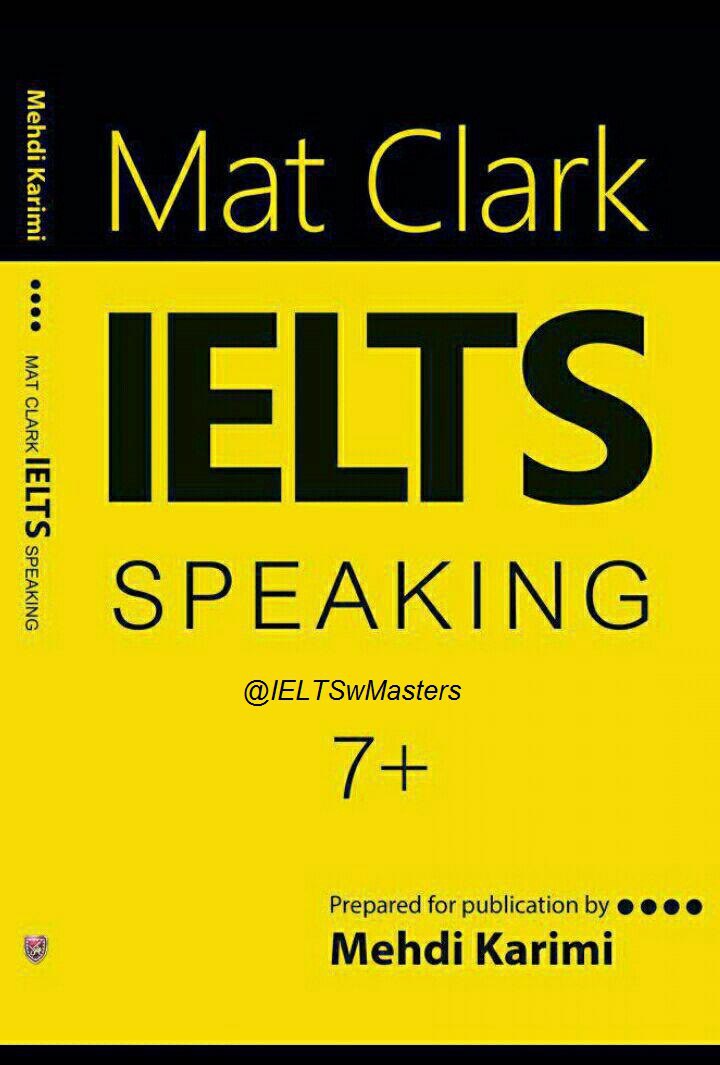 Mat Clark
IELTS
SPEAKING
@IELTSwMasters
7+
Prepared for publication by
Mehdi Karimi
Mehdi Karimi
MAT CLARK IELTS SPEAKING